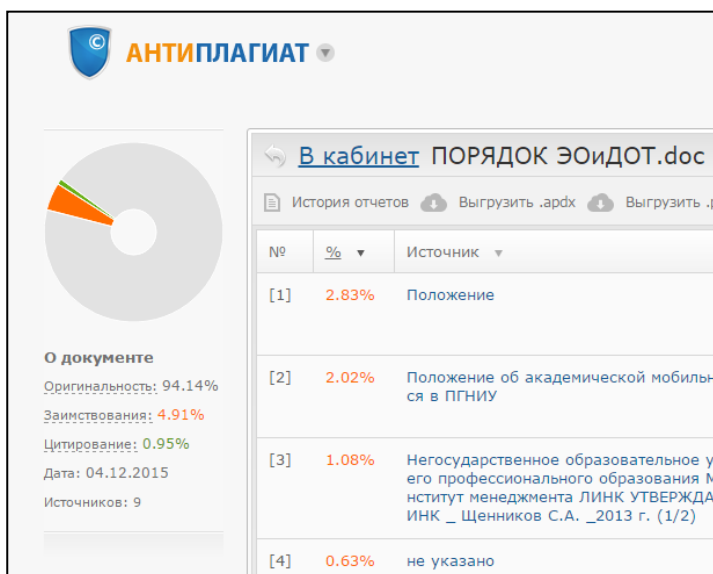 ©
АНТИПЛАГИАТ
В кабинет ПОРЯДОК ЭОиДОТ.doc
История отчетов Выгрузить .apdx Выгрузить
№ % Источник
[1] 2.83% Положение
[2] 2.02% Положение об академической
ся в ПГНИУ
[3] 1.08% Негосударственное образовательное
его профессионального образования
нститут менеджмента ЛИНК
ИНК _ Щенников С.А. _2013 г. (1/2)
[4] 0.63% не указано
О документе
Оригинальность: 94.14%
Заимствования: 4.91%
Цитирование: 0.95%
Дата: 04.12.2015
Источников: 9